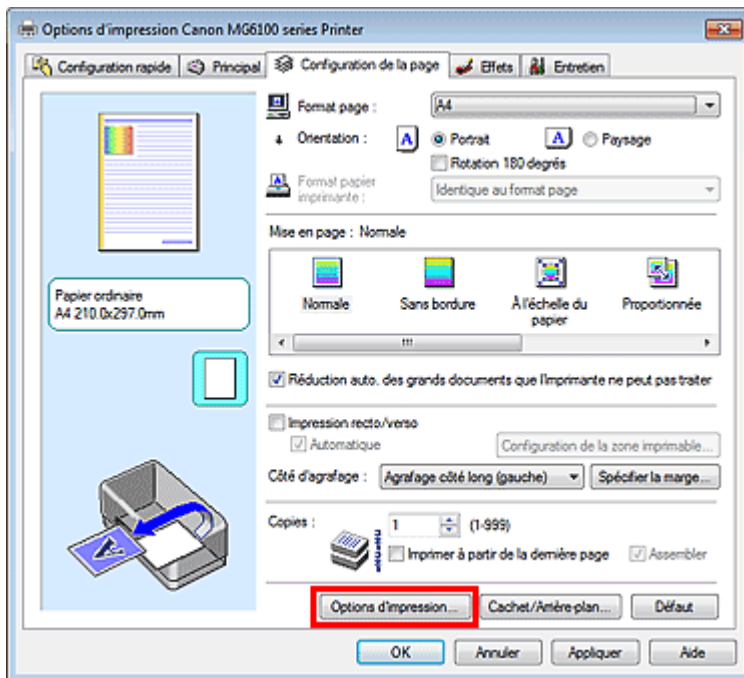 Options d'impression Canon MG6100 series Printer
Configuration rapide Principal Configuration de la page Effets Entretien
Format page : A4
Orientation : A Portrait A Paysage
Rotation 180 degrés
Format papier imprimante : Identique au format page
Mise en page : Normale
Normale Sans bordure À l'échelle du papier Proportionnée
Papier ordinaire
A4 210.0x297.0mm
Réduction auto. des grands documents que l'imprimante ne peut pas traiter
Impression recto/verso
Automatique Configuration de la zone imprimable...
Côté d'agrafage : Agrafage côté long (gauche) Spécifier la marge...
Copies : 1 (1-999)
Imprimer à partir de la dernière page Assembler
Options d'impression... Cachet/Arrière-plan... Défaut
OK Annuler Appliquer Aide